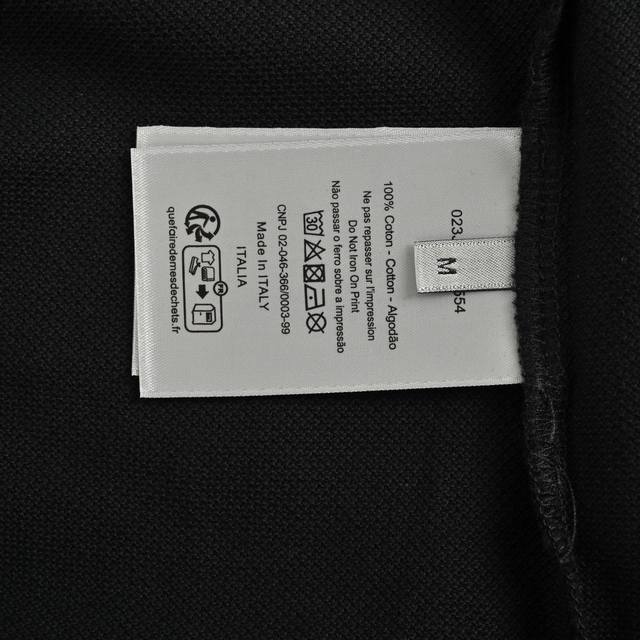 M
100% Coton - Cotton - Algodão
Ne pas repasser sur l'impression
Do Not Iron On Print
Não passar o ferro sobre a impressão
CNPJ 02-046-366/0003-99
Made In ITALY
ITALIA
FR
quefairedemesdechets.fr